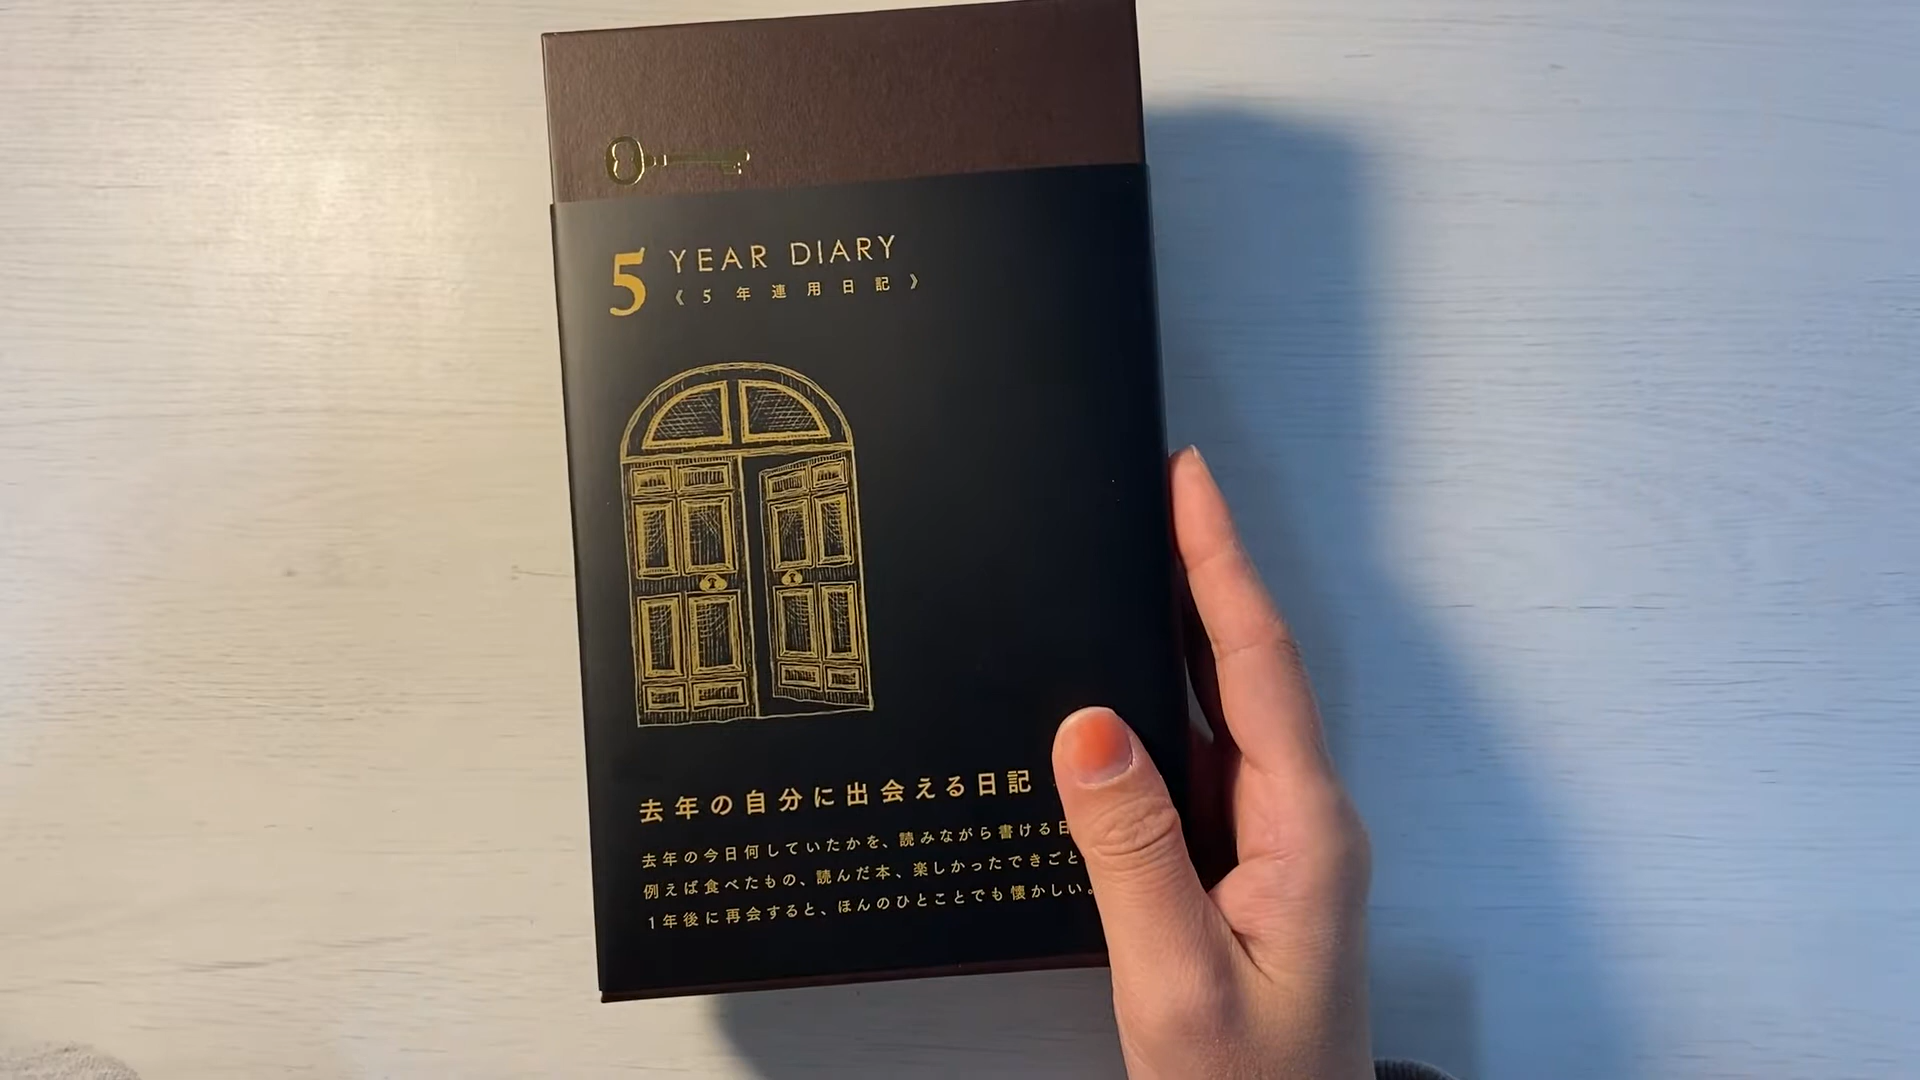 5 YEAR DIARY
《5年連用日記》
去年の自分に出会える日記
去年の今日何していたかを、読みながら書ける日
例えば食べたもの、読んだ本、楽しかったできごと
1年後に再会すると、ほんのひとことでも懐かしい。